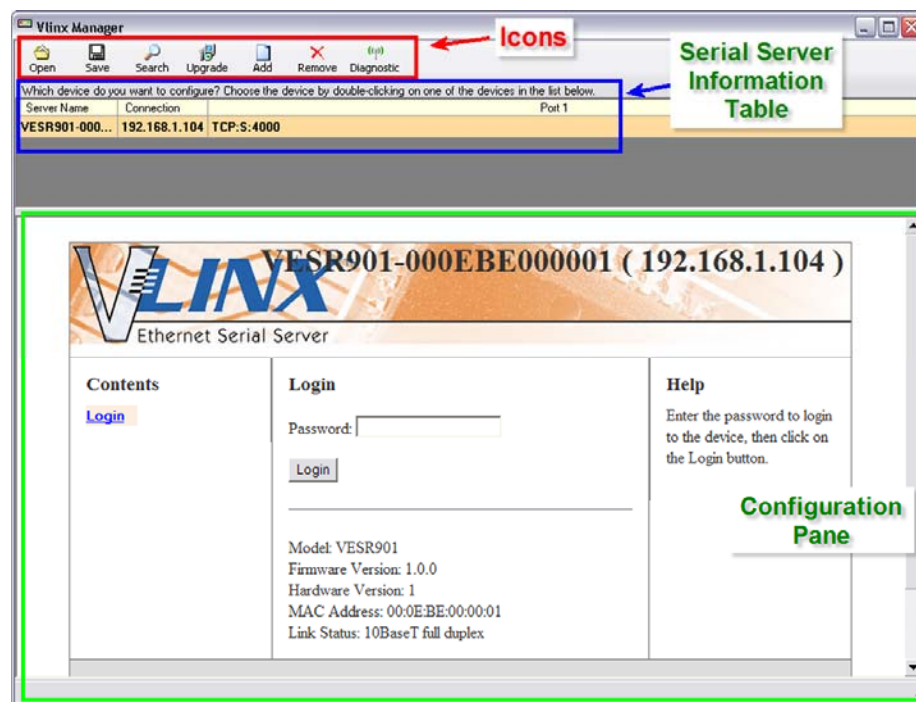 Vlinx Manager
Icons
Open Save Search Upgrade Add Remove Diagnostic
Serial Server
Information
Table
Which device do you want to configure? Choose the device by double-clicking on one of the devices in the list below.
Server Name Connection Port 1
VESR901-000... 192.168.1.104 TCP:S:4000
VLINX
VESR901-000EBE000001 ( 192.168.1.104 )
Ethernet Serial Server
Contents
Login
Login
Password:
Login
Help
Enter the password to login
to the device, then click on
the Login button.
Configuration
Pane
Model: VESR901
Firmware Version: 1.0.0
Hardware Version: 1
MAC Address: 00:0E:BE:00:00:01
Link Status: 10BaseT full duplex